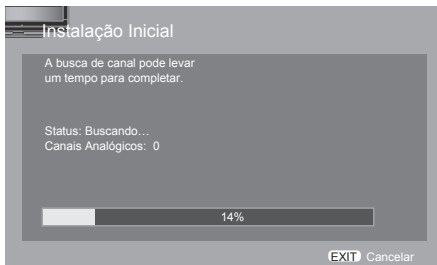 Instalação Inicial
A busca de canal pode levar
um tempo para completar.
Status: Buscando…
Canais Analógicos: 0
14%
EXIT Cancelar